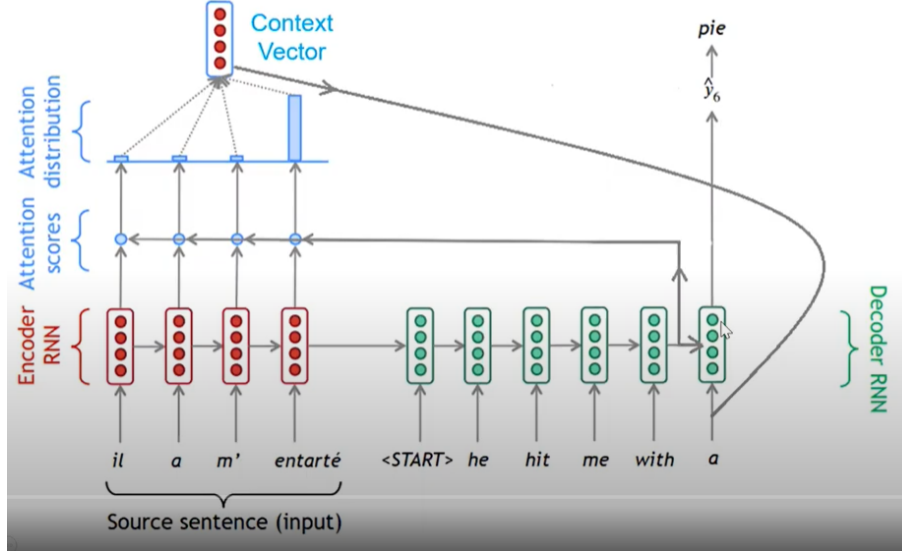 Context
Vector
pie
ŷ₆
Attention
distribution
Attention
scores
Encoder
RNN
Decoder RNN
il a m' entarté <START> he hit me with a
Source sentence (input)